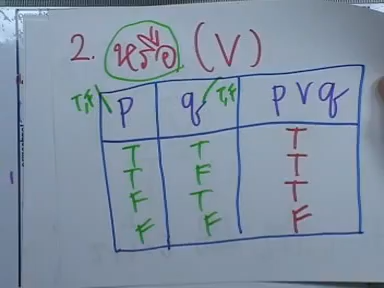 2. หรือ (V)
T,F p q T,F p V q
T T T
T F T
F T T
F F F